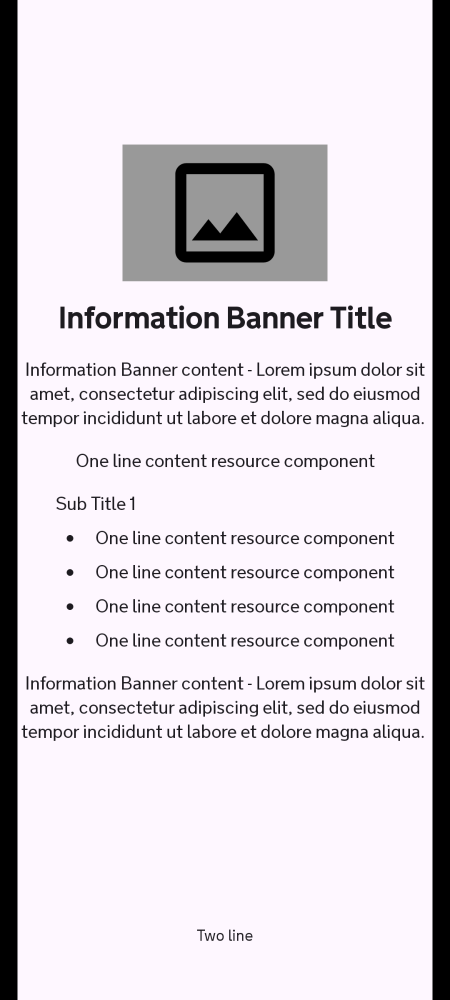 Information Banner Title
Information Banner content - Lorem ipsum dolor sit
amet, consectetur adipiscing elit, sed do eiusmod
tempor incididunt ut labore et dolore magna aliqua.
One line content resource component
Sub Title 1
• One line content resource component
• One line content resource component
• One line content resource component
• One line content resource component
Information Banner content - Lorem ipsum dolor sit
amet, consectetur adipiscing elit, sed do eiusmod
tempor incididunt ut labore et dolore magna aliqua.
Two line